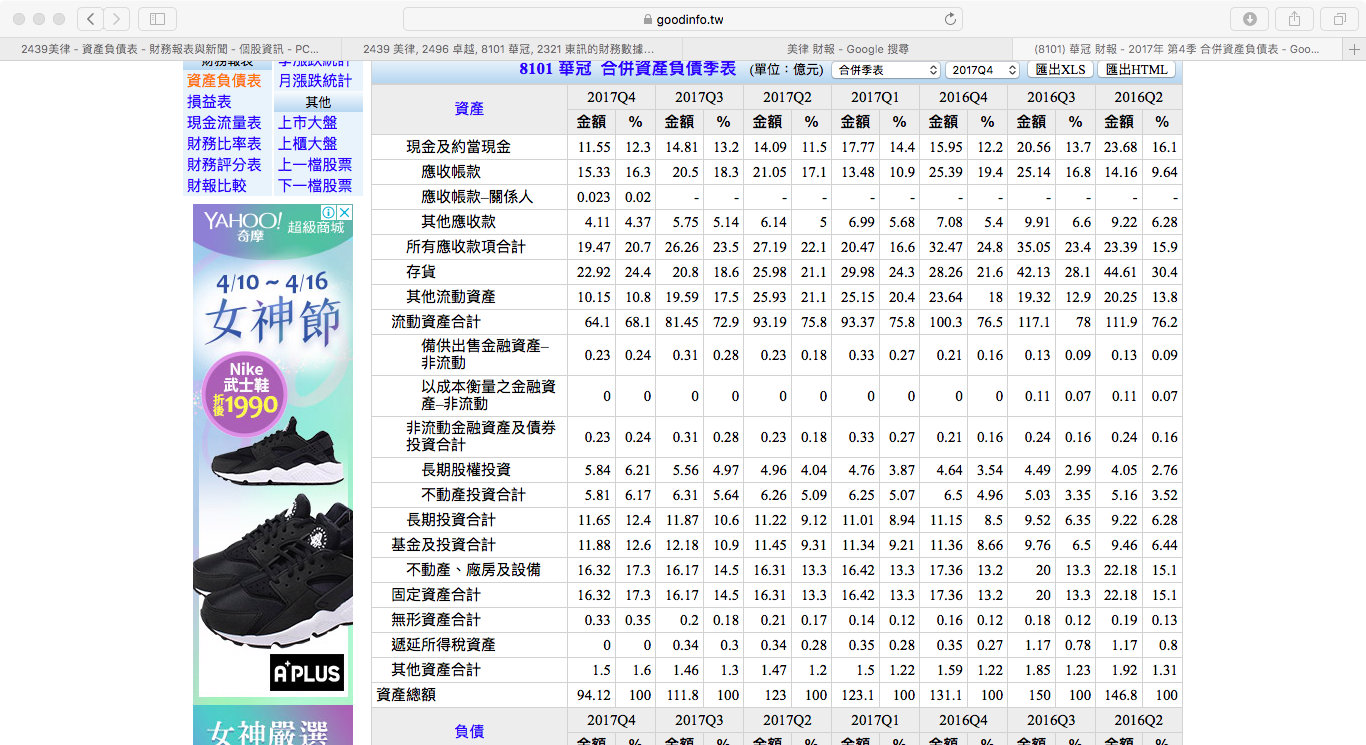 goodinfo.tw
2439美律 - 資產負債表 - 財務報表與新聞 - 個股資訊 - PC...
2439 美律, 2496 卓越, 8101 華冠, 2321 東訊的財務數據...
美律 財報 - Google 搜尋
(8101) 華冠 財報 - 2017年 第4季 合併資產負債表 - Goo...
財務報表 季漲跌統計
資產負債表 月漲跌統計
損益表 其他
現金流量表 上市大盤
財務比率表 上櫃大盤
財務評分表 上一檔股票
財報比較 下一檔股票
YAHOO! 奇摩 超級商城
4/10 ~ 4/16
女神節
Nike
武士鞋
折後1990
A+PLUS
女神嚴選
8101 華冠 合併資產負債季表 (單位：億元) 合併季表 2017Q4 匯出XLS 匯出HTML
資產 2017Q4 2017Q3 2017Q2 2017Q1 2016Q4 2016Q3 2016Q2
金額 % 金額 % 金額 % 金額 % 金額 % 金額 % 金額 %
現金及約當現金 11.55 12.3 14.81 13.2 14.09 11.5 17.77 14.4 15.95 12.2 20.56 13.7 23.68 16.1
應收帳款 15.33 16.3 20.5 18.3 21.05 17.1 13.48 10.9 25.39 19.4 25.14 16.8 14.16 9.64
應收帳款–關係人 0.023 0.02 - - - - - - - - - - - -
其他應收款 4.11 4.37 5.75 5.14 6.14 5 6.99 5.68 7.08 5.4 9.91 6.6 9.22 6.28
所有應收款項合計 19.47 20.7 26.26 23.5 27.19 22.1 20.47 16.6 32.47 24.8 35.05 23.4 23.39 15.9
存貨 22.92 24.4 20.8 18.6 25.98 21.1 29.98 24.3 28.26 21.6 42.13 28.1 44.61 30.4
其他流動資產 10.15 10.8 19.59 17.5 25.93 21.1 25.15 20.4 23.64 18 19.32 12.9 20.25 13.8
流動資產合計 64.1 68.1 81.45 72.9 93.19 75.8 93.37 75.8 100.3 76.5 117.1 78 111.9 76.2
備供出售金融資產–
非流動 0.23 0.24 0.31 0.28 0.23 0.18 0.33 0.27 0.21 0.16 0.13 0.09 0.13 0.09
以成本衡量之金融資
產–非流動 0 0 0 0 0 0 0 0 0 0 0.11 0.07 0.11 0.07
非流動金融資產及債券
投資合計 0.23 0.24 0.31 0.28 0.23 0.18 0.33 0.27 0.21 0.16 0.24 0.16 0.24 0.16
長期股權投資 5.84 6.21 5.56 4.97 4.96 4.04 4.76 3.87 4.64 3.54 4.49 2.99 4.05 2.76
不動產投資合計 5.81 6.17 6.31 5.64 6.26 5.09 6.25 5.07 6.5 4.96 5.03 3.35 5.16 3.52
長期投資合計 11.65 12.4 11.87 10.6 11.22 9.12 11.01 8.94 11.15 8.5 9.52 6.35 9.22 6.28
基金及投資合計 11.88 12.6 12.18 10.9 11.45 9.31 11.34 9.21 11.36 8.66 9.76 6.5 9.46 6.44
不動產、廠房及設備 16.32 17.3 16.17 14.5 16.31 13.3 16.42 13.3 17.36 13.2 20 13.3 22.18 15.1
固定資產合計 16.32 17.3 16.17 14.5 16.31 13.3 16.42 13.3 17.36 13.2 20 13.3 22.18 15.1
無形資產合計 0.33 0.35 0.2 0.18 0.21 0.17 0.14 0.12 0.16 0.12 0.18 0.12 0.19 0.13
遞延所得稅資產 0 0 0.34 0.3 0.34 0.28 0.35 0.28 0.35 0.27 1.17 0.78 1.17 0.8
其他資產合計 1.5 1.6 1.46 1.3 1.47 1.2 1.5 1.22 1.59 1.22 1.85 1.23 1.92 1.31
資產總額 94.12 100 111.8 100 123 100 123.1 100 131.1 100 150 100 146.8 100
負債 2017Q4 2017Q3 2017Q2 2017Q1 2016Q4 2016Q3 2016Q2
金額 % 金額 % 金額 % 金額 % 金額 % 金額 % 金額 %